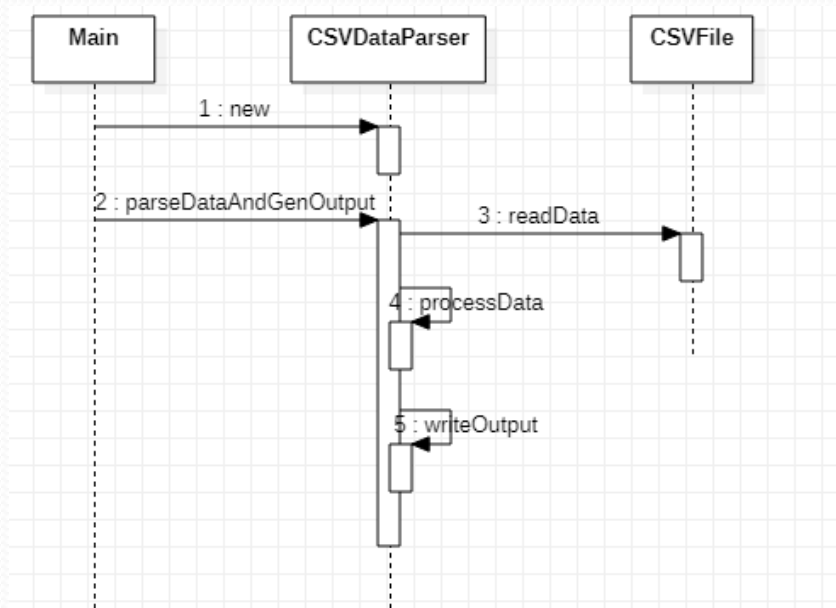 Main
CSVDataParser
CSVFile
1 : new
2 : parseDataAndGenOutput
3 : readData
4 : processData
5 : writeOutput